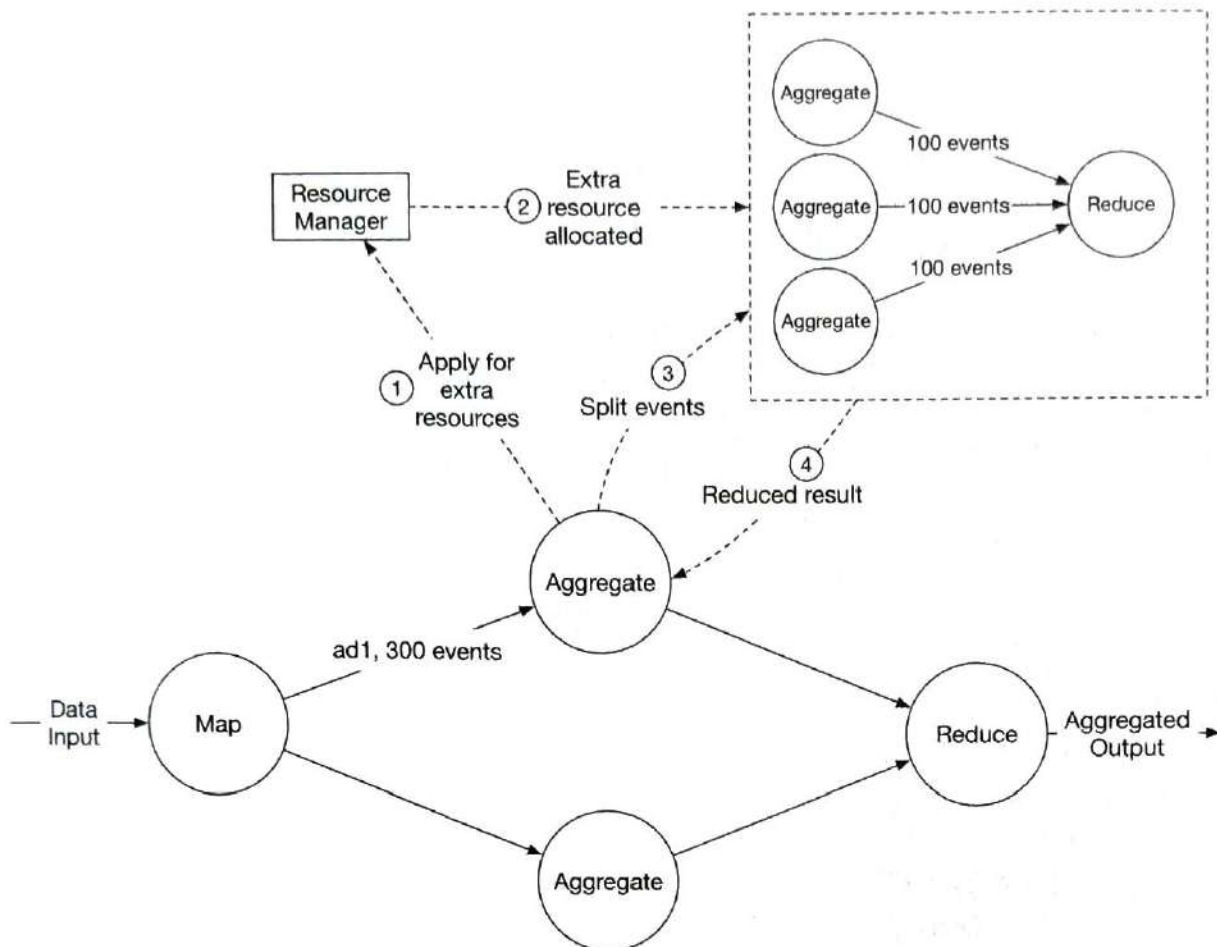 Aggregate
100 events
Resource
Manager
2
Extra
resource
allocated
Aggregate
100 events
Reduce
100 events
Aggregate
1
Apply for
extra
resources
3
Split events
4
Reduced result
Aggregate
ad1, 300 events
Data
Input
Map
Reduce
Aggregated
Output
Aggregate